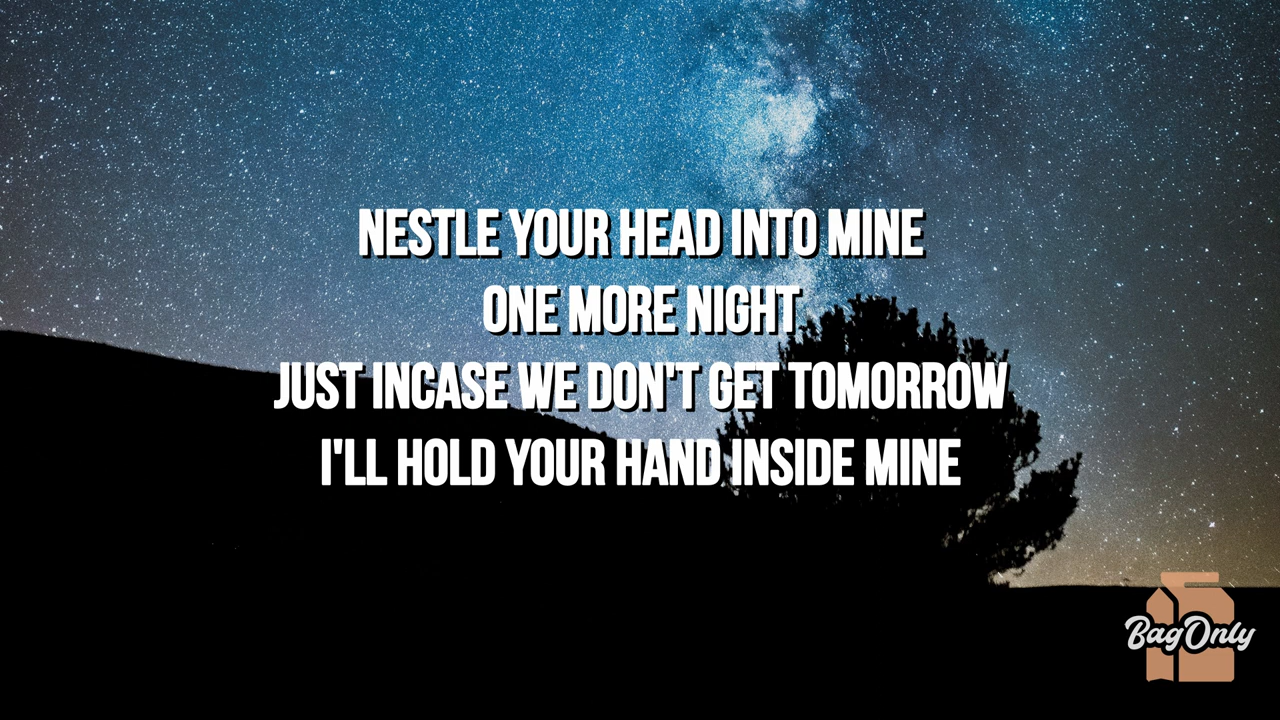 NESTLE YOUR HEAD INTO MINE
ONE MORE NIGHT
JUST INCASE WE DON'T GET TOMORROW
I'LL HOLD YOUR HAND INSIDE MINE
BagOnly